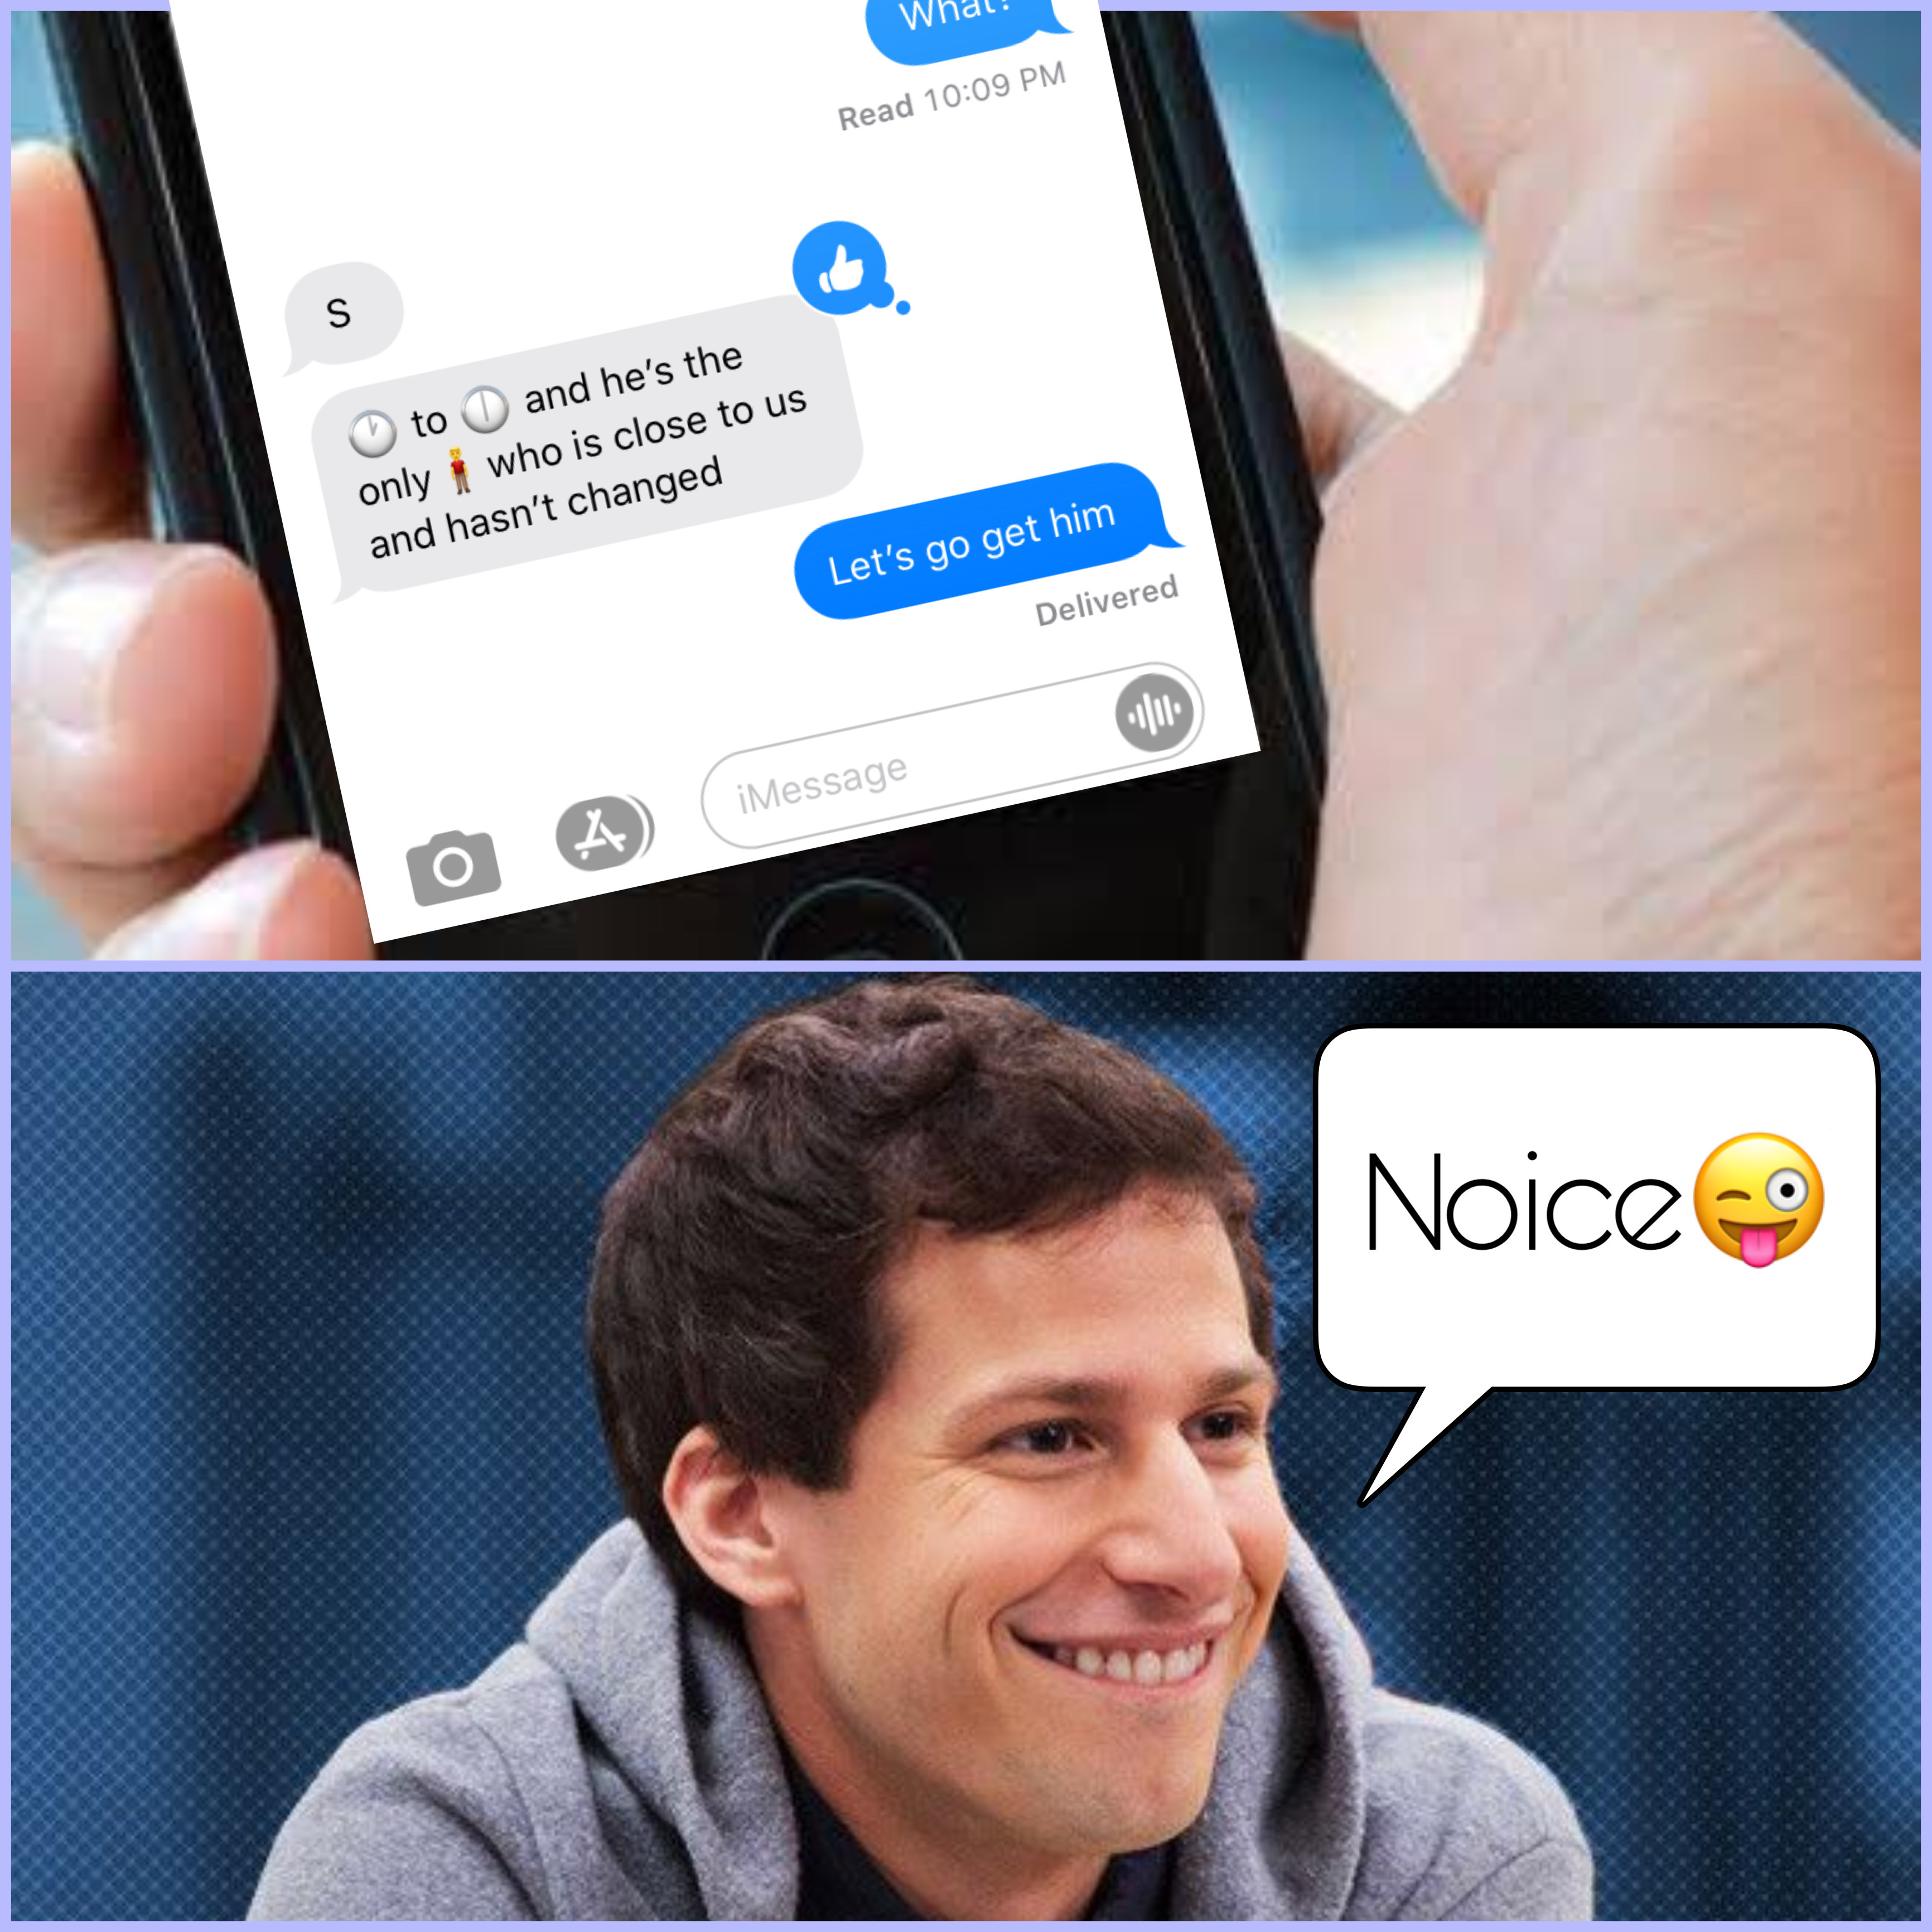 What?
Read 10:09 PM
S
🕐 to 🕕 and he’s the
only 🧍‍♂️ who is close to us
and hasn’t changed
Let’s go get him
Delivered
iMessage
Noice😜